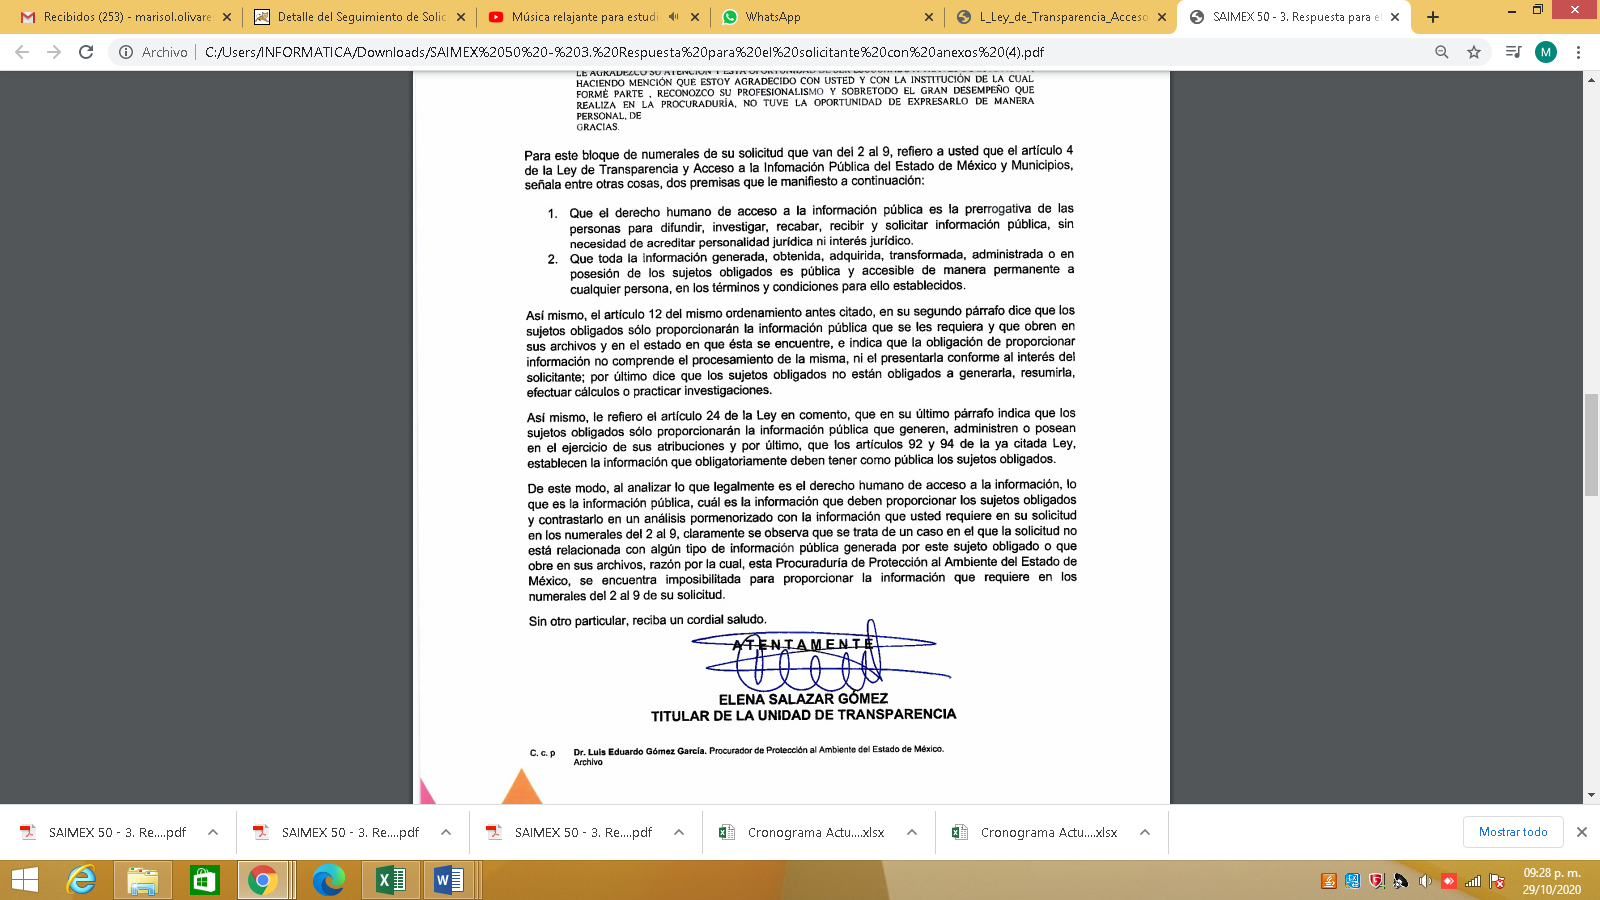 Recibidos (253) - marisol.olivare
Detalle del Seguimiento de Solic
Música relajante para estudi
WhatsApp
L_Ley_de_Transparencia_Acceso
SAIMEX 50 - 3. Respuesta para el
Archivo | C:/Users/INFORMATICA/Downloads/SAIMEX%2050%20-%203.%20Respuesta%20para%20el%20solicitante%20con%20anexos%20(4).pdf
M
HACIENDO MENCIÓN QUE ESTOY AGRADECIDO CON USTED Y CON LA INSTITUCIÓN DE LA CUAL
FORMÉ PARTE , RECONOZCO SU PROFESIONALISMO Y SOBRETODO EL GRAN DESEMPEÑO QUE
REALIZA EN LA PROCURADURÍA, NO TUVE LA OPORTUNIDAD DE EXPRESARLO DE MANERA
PERSONAL, DE
GRACIAS.
Para este bloque de numerales de su solicitud que van del 2 al 9, refiero a usted que el artículo 4
de la Ley de Transparencia y Acceso a la Infomación Pública del Estado de México y Municipios,
señala entre otras cosas, dos premisas que le manifiesto a continuación:
1. Que el derecho humano de acceso a la información pública es la prerrogativa de las
personas para difundir, investigar, recabar, recibir y solicitar información pública, sin
necesidad de acreditar personalidad jurídica ni interés jurídico.
2. Que toda la información generada, obtenida, adquirida, transformada, administrada o en
posesión de los sujetos obligados es pública y accesible de manera permanente a
cualquier persona, en los términos y condiciones para ello establecidos.
Así mismo, el artículo 12 del mismo ordenamiento antes citado, en su segundo párrafo dice que los
sujetos obligados sólo proporcionarán la información pública que se les requiera y que obren en
sus archivos y en el estado en que ésta se encuentre, e indica que la obligación de proporcionar
información no comprende el procesamiento de la misma, ni el presentarla conforme al interés del
solicitante; por último dice que los sujetos obligados no están obligados a generarla, resumirla,
efectuar cálculos o practicar investigaciones.
Así mismo, le refiero el artículo 24 de la Ley en comento, que en su último párrafo indica que los
sujetos obligados sólo proporcionarán la información pública que generen, administren o posean
en el ejercicio de sus atribuciones y por último, que los artículos 92 y 94 de la ya citada Ley,
establecen la información que obligatoriamente deben tener como pública los sujetos obligados.
De este modo, al analizar lo que legalmente es el derecho humano de acceso a la información, lo
que es la información pública, cuál es la información que deben proporcionar los sujetos obligados
y contrastarlo en un análisis pormenorizado con la información que usted requiere en su solicitud
en los numerales del 2 al 9, claramente se observa que se trata de un caso en el que la solicitud no
está relacionada con algún tipo de información pública generada por este sujeto obligado o que
obre en sus archivos, razón por la cual, esta Procuraduría de Protección al Ambiente del Estado de
México, se encuentra imposibilitada para proporcionar la información que requiere en los
numerales del 2 al 9 de su solicitud.
Sin otro particular, reciba un cordial saludo.
A T E N T A M E N T E
ELENA SALAZAR GÓMEZ
TITULAR DE LA UNIDAD DE TRANSPARENCIA
C. c. p Dr. Luis Eduardo Gómez García. Procurador de Protección al Ambiente del Estado de México.
Archivo
SAIMEX 50 - 3. Re....pdf
SAIMEX 50 - 3. Re....pdf
SAIMEX 50 - 3. Re....pdf
Cronograma Actu....xlsx
Cronograma Actu....xlsx
Mostrar todo
09:28 p. m.
29/10/2020